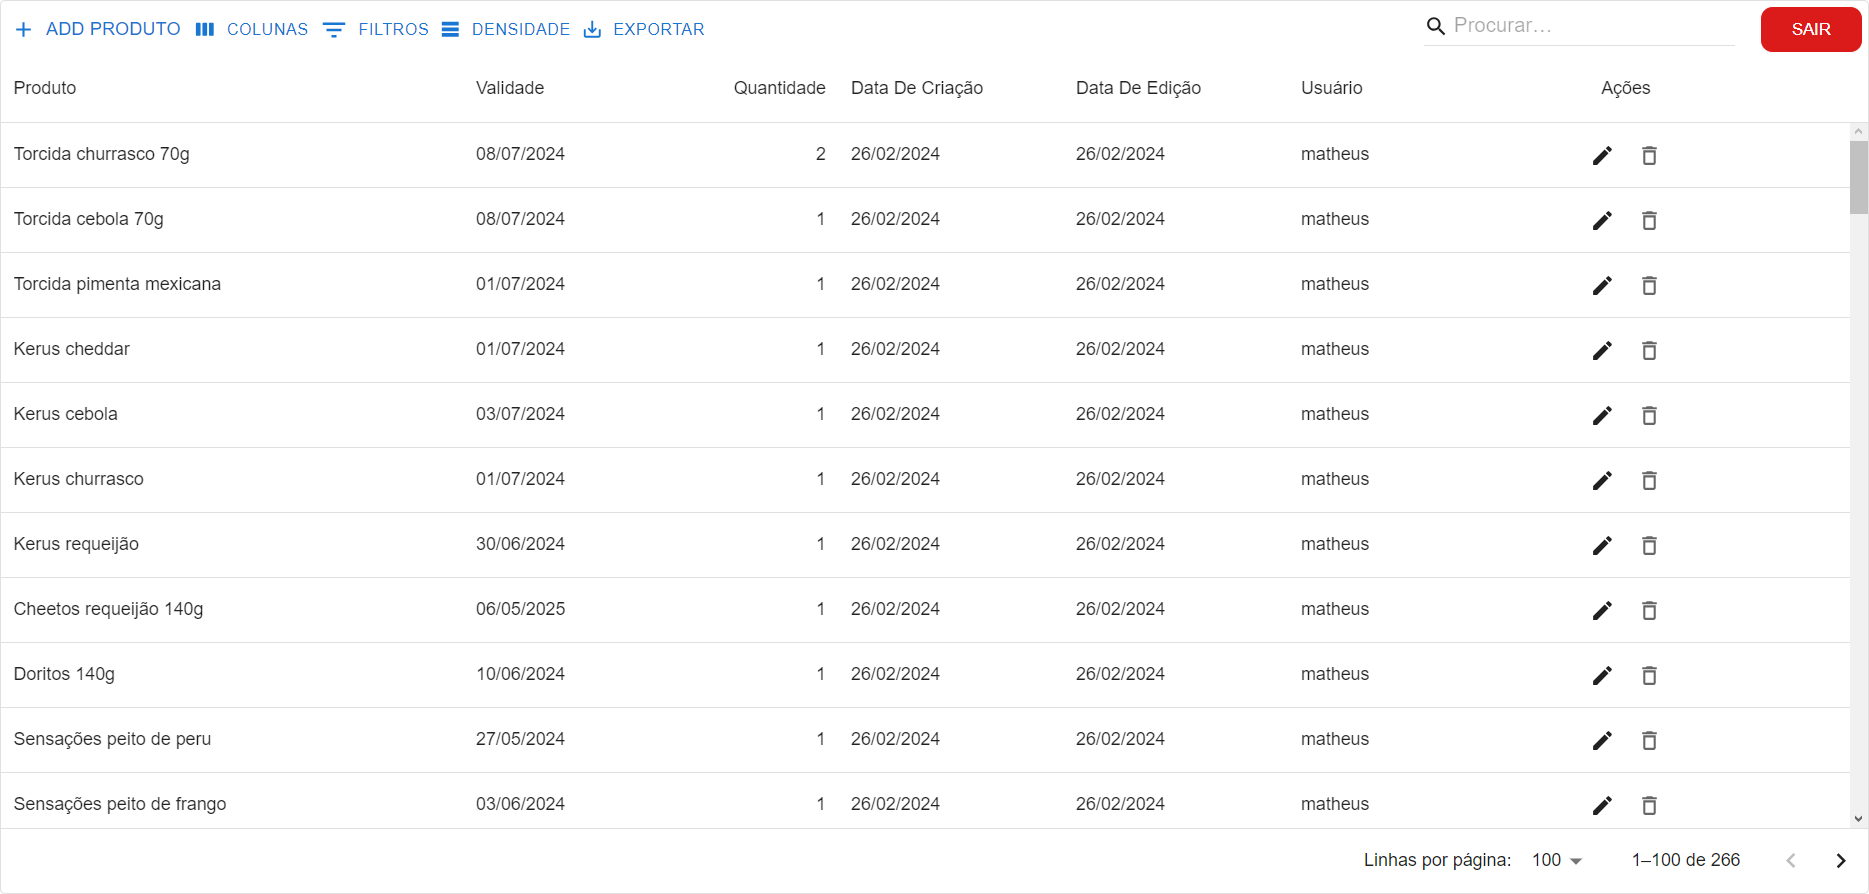 ADD PRODUTO COLUNAS FILTROS DENSIDADE EXPORTAR Procurar… SAIR
Produto Validade Quantidade Data De Criação Data De Edição Usuário Ações
Torcida churrasco 70g 08/07/2024 2 26/02/2024 26/02/2024 matheus
Torcida cebola 70g 08/07/2024 1 26/02/2024 26/02/2024 matheus
Torcida pimenta mexicana 01/07/2024 1 26/02/2024 26/02/2024 matheus
Kerus cheddar 01/07/2024 1 26/02/2024 26/02/2024 matheus
Kerus cebola 03/07/2024 1 26/02/2024 26/02/2024 matheus
Kerus churrasco 01/07/2024 1 26/02/2024 26/02/2024 matheus
Kerus requeijão 30/06/2024 1 26/02/2024 26/02/2024 matheus
Cheetos requeijão 140g 06/05/2025 1 26/02/2024 26/02/2024 matheus
Doritos 140g 10/06/2024 1 26/02/2024 26/02/2024 matheus
Sensações peito de peru 27/05/2024 1 26/02/2024 26/02/2024 matheus
Sensações peito de frango 03/06/2024 1 26/02/2024 26/02/2024 matheus
Linhas por página: 100 1–100 de 266